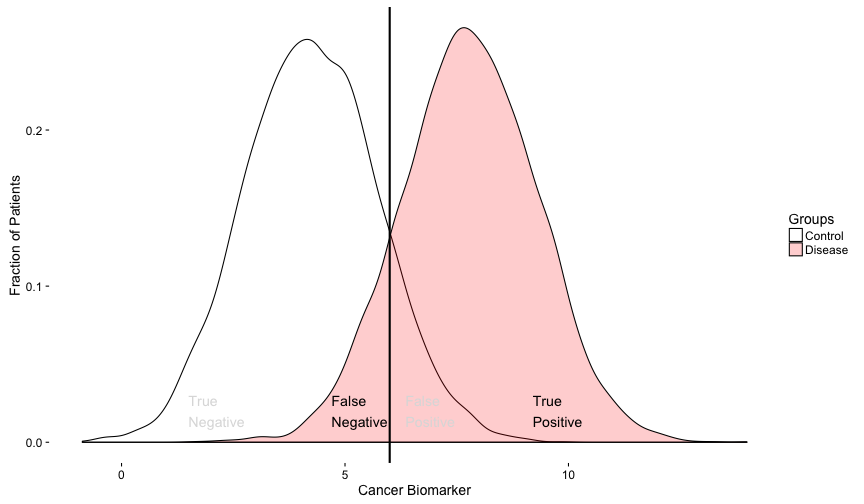 Fraction of Patients
0.2
0.1
0.0
True
Negative
False
Negative
False
Positive
True
Positive
0
5
10
Cancer Biomarker
Groups
Control
Disease